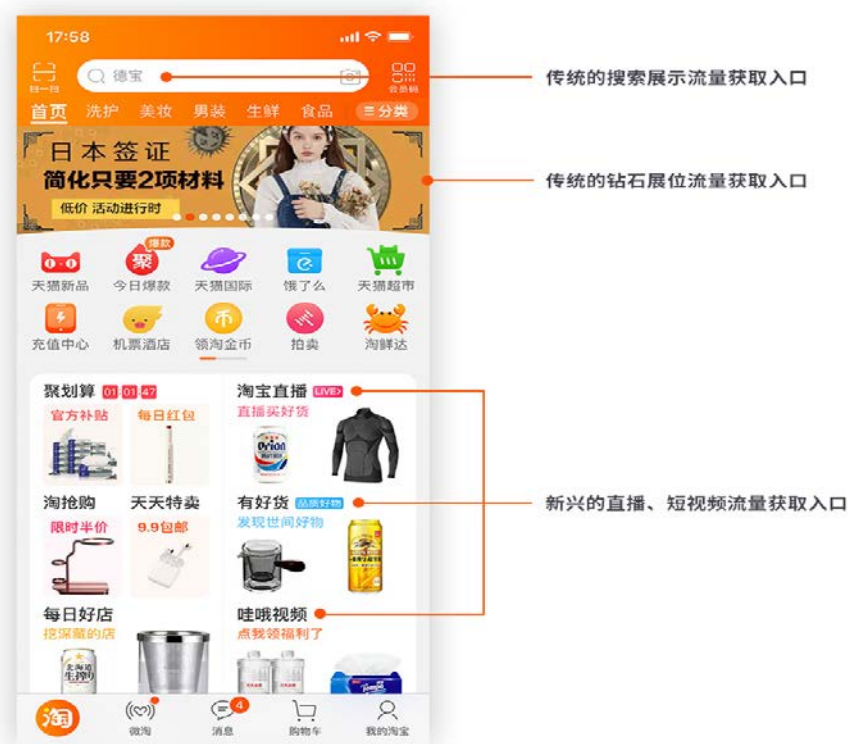 17:58
扫一扫
德宝
会员码
传统的搜索展示流量获取入口
首页 洗护 美妆 男装 生鲜 食品 分类
日本签证
简化只要2项材料
低价 活动进行时
传统的钻石展位流量获取入口
爆款
聚
天猫新品 今日爆款 天猫国际 饿了么 天猫超市
充值中心 机票酒店 领淘金币 拍卖 淘鲜达
聚划算 01:01:47
官方补贴 每日红包
淘宝直播 LIVE
直播买好货
Orion
淘抢购 天天特卖
限时半价 9.9包邮
有好货 品质好物
发现世间好物
新兴的直播、短视频流量获取入口
每日好店
挖深藏的店
北海道
生搾り
哇哦视频
点我领福利了
Tempo
淘
微淘
消息 4
购物车
我的淘宝